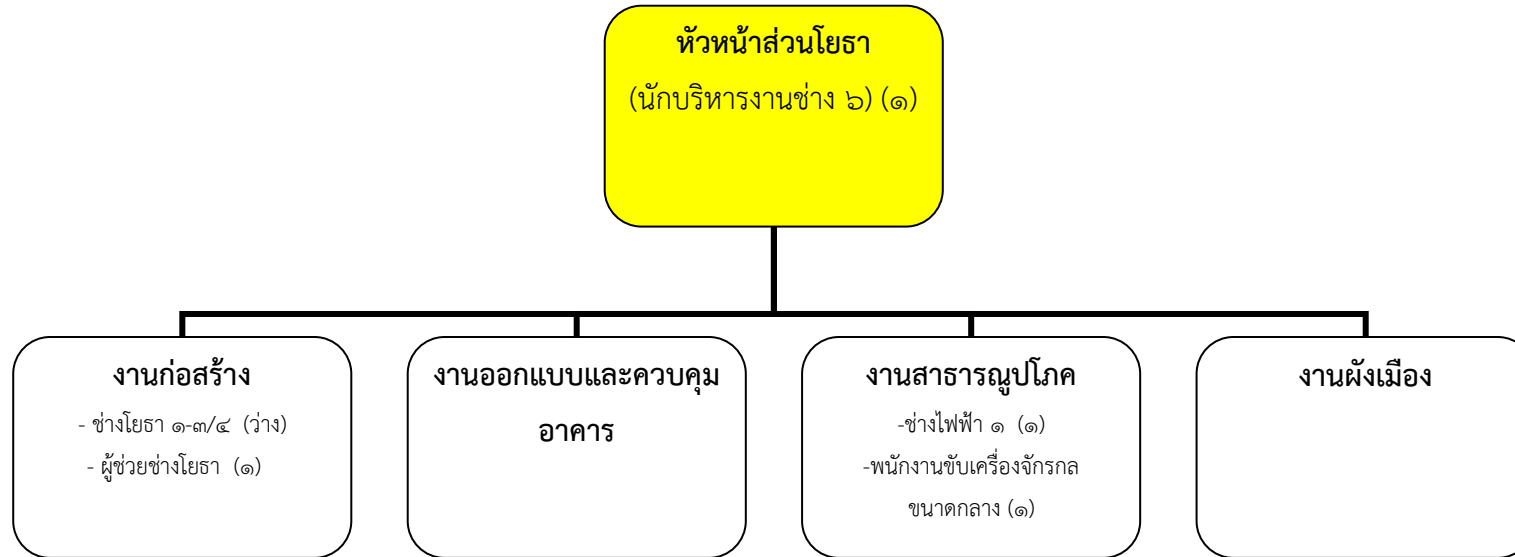 หัวหน้าส่วนโยธา
(นักบริหารงานช่าง ๖) (๑)
งานก่อสร้าง
- ช่างโยธา ๑-๓/๔ (ว่าง)
- ผู้ช่วยช่างโยธา (๑)
งานออกแบบและควบคุม
อาคาร
งานสาธารณูปโภค
-ช่างไฟฟ้า ๑ (๑)
-พนักงานขับเครื่องจักรกล
ขนาดกลาง (๑)
งานผังเมือง